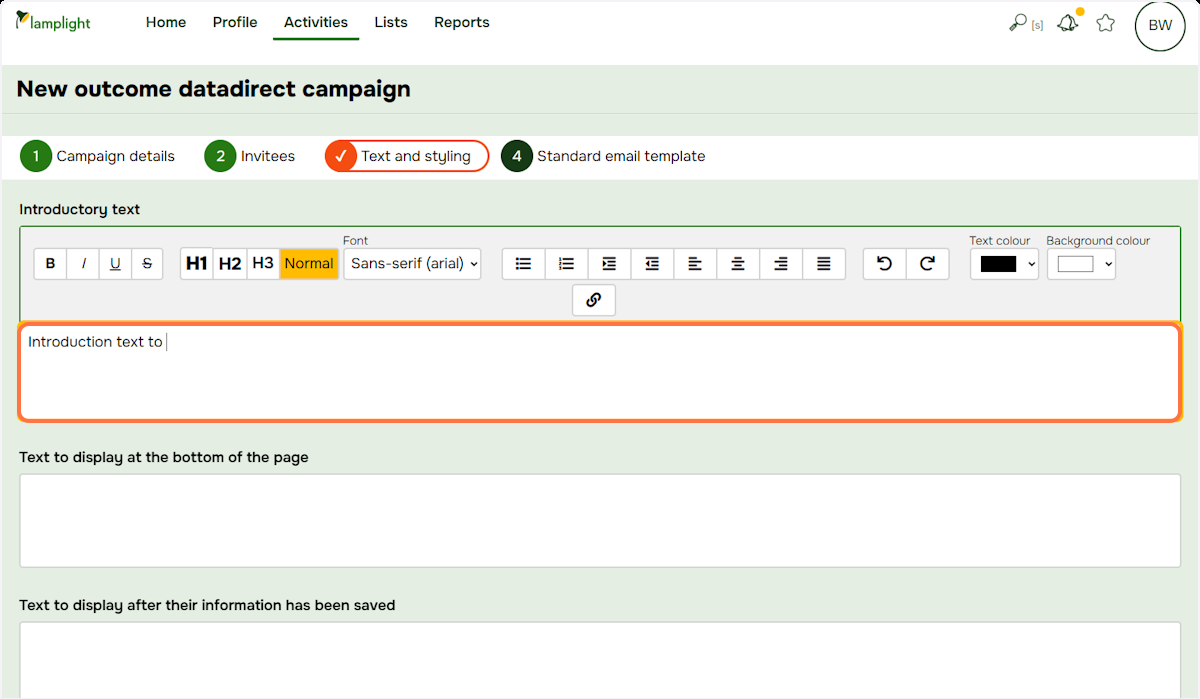 lamplight Home Profile Activities Lists Reports [s] BW
New outcome datadirect campaign
1 Campaign details 2 Invitees ✓ Text and styling 4 Standard email template
Introductory text
Font Text colour Background colour
B I U S H1 H2 H3 Normal Sans-serif (arial)
Introduction text to
Text to display at the bottom of the page
Text to display after their information has been saved